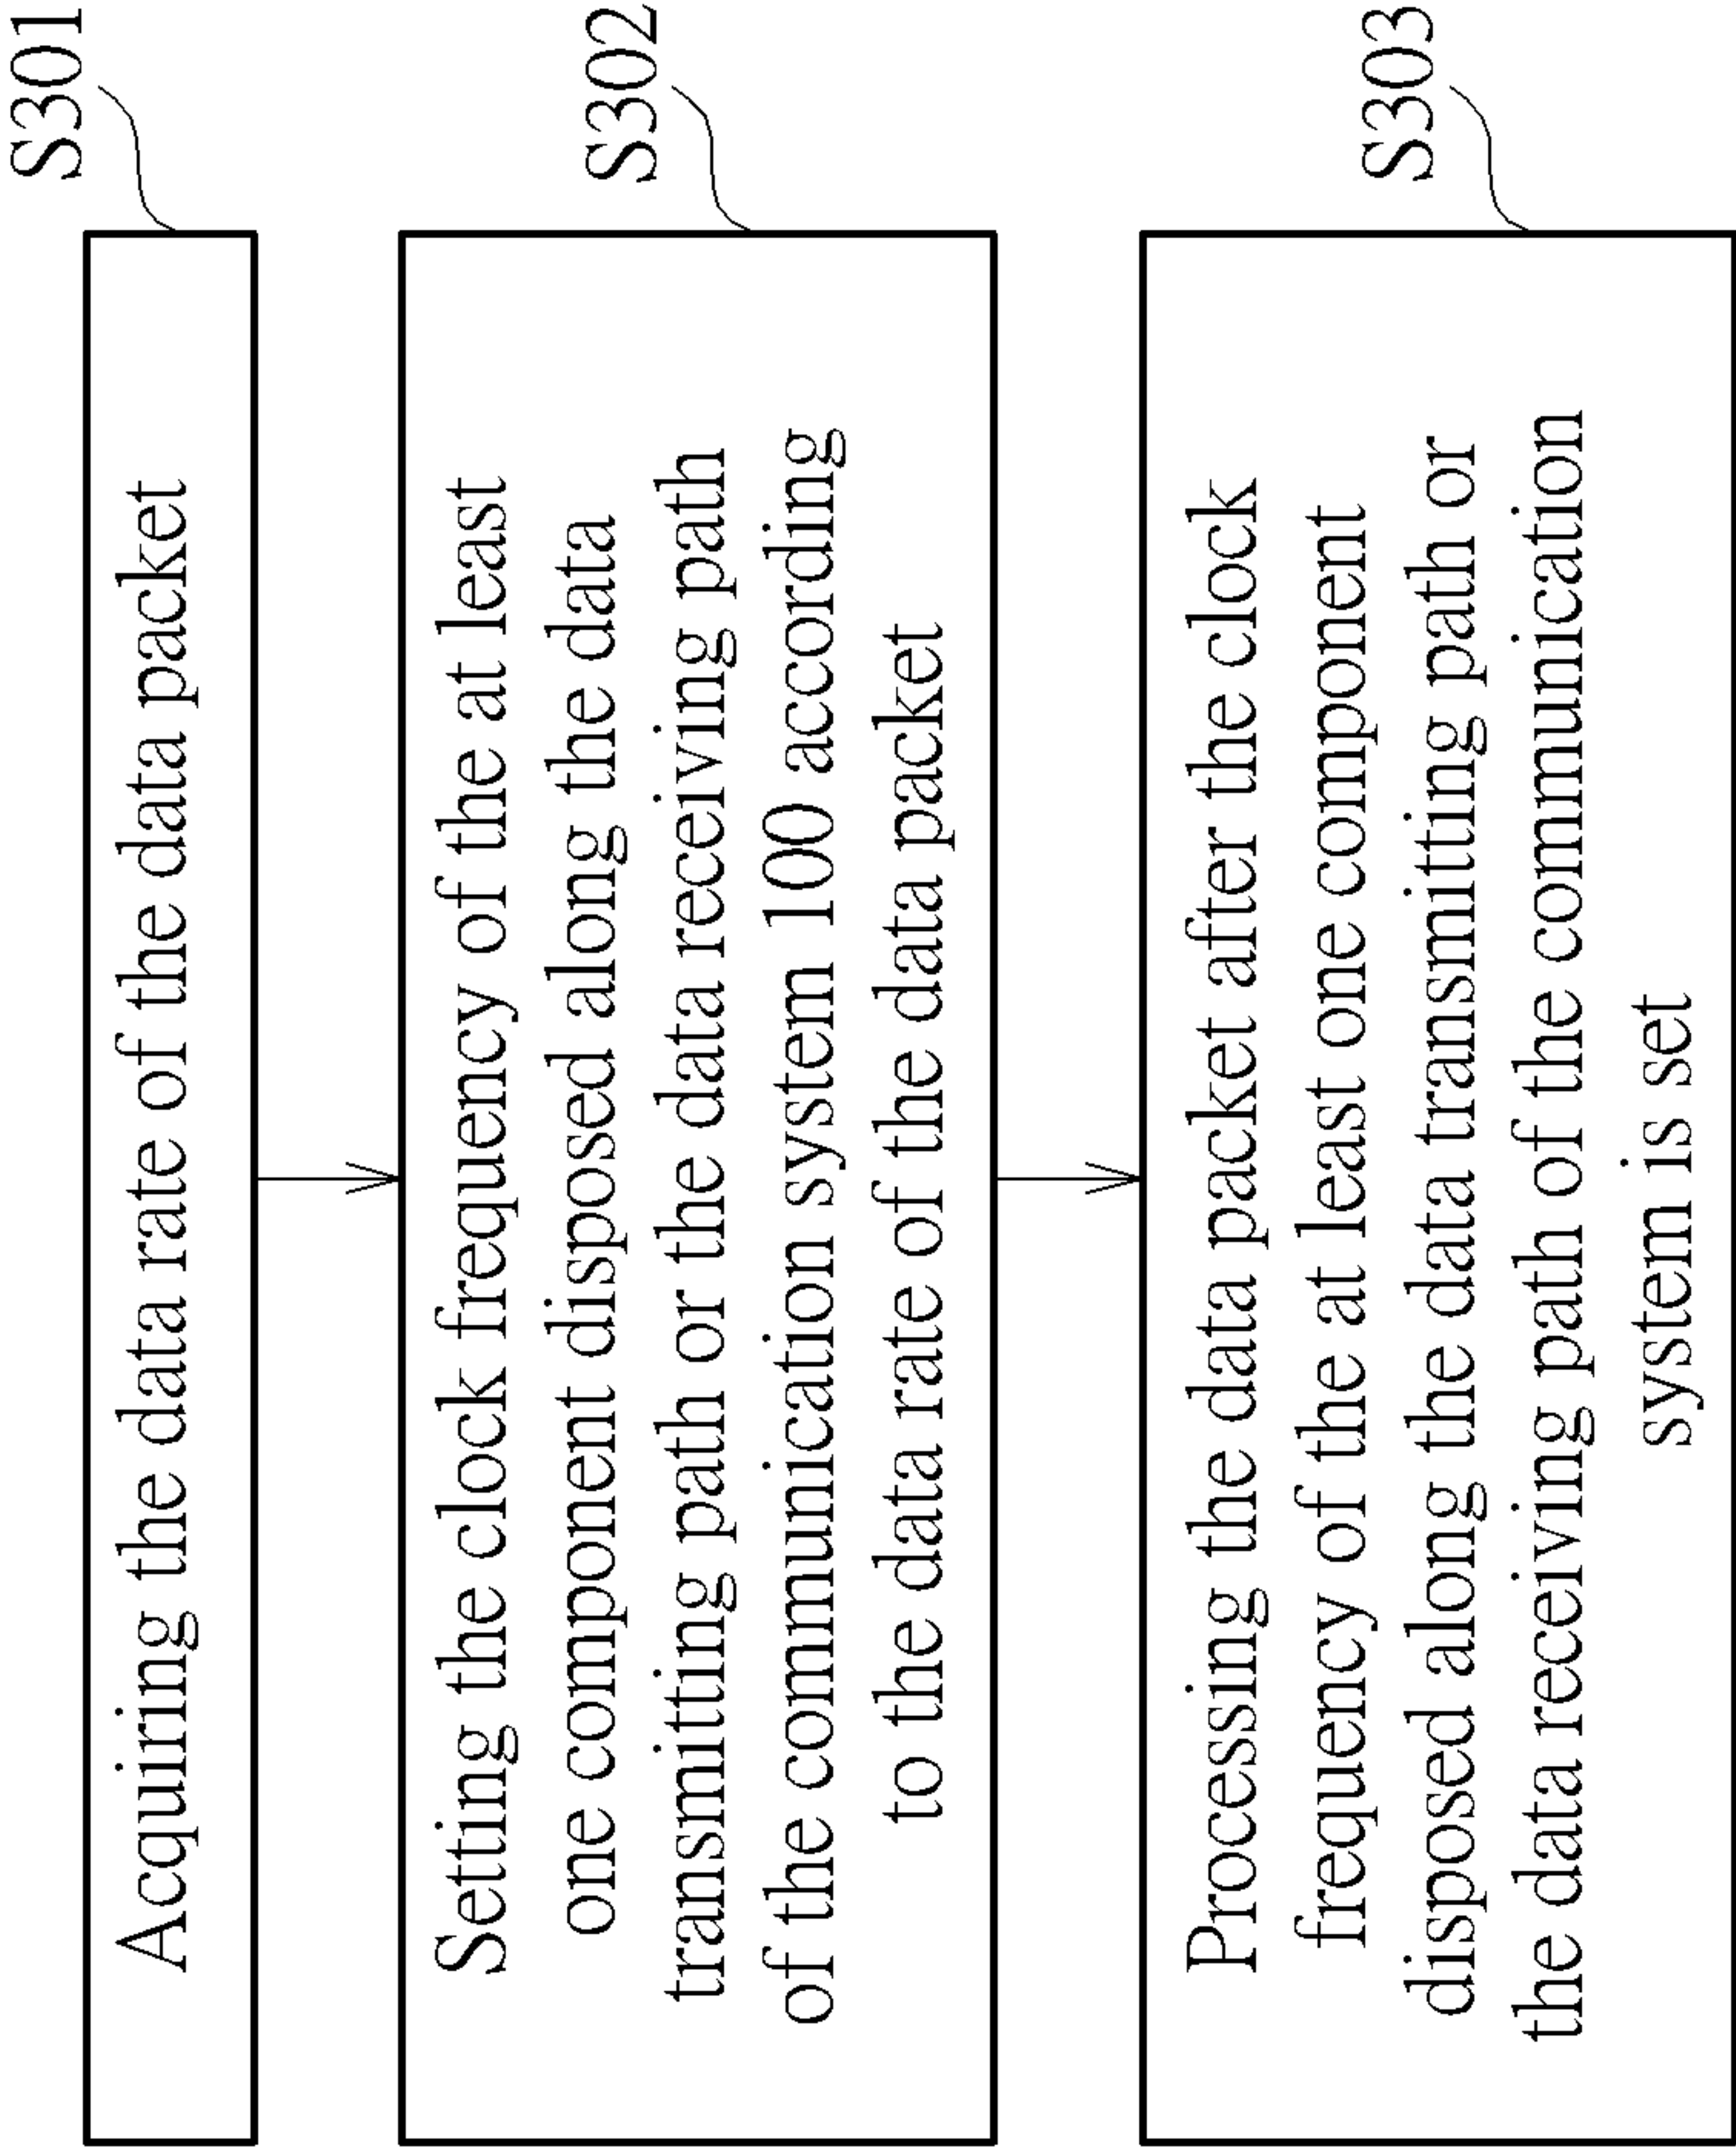 S301
Acquiring the data rate of the data packet
S302
Setting the clock frequency of the at least
one component disposed along the data
transmitting path or the data receiving path
of the communication system 100 according
to the data rate of the data packet
S303
Processing the data packet after the clock
frequency of the at least one component
disposed along the data transmitting path or
the data receiving path of the communication
system is set